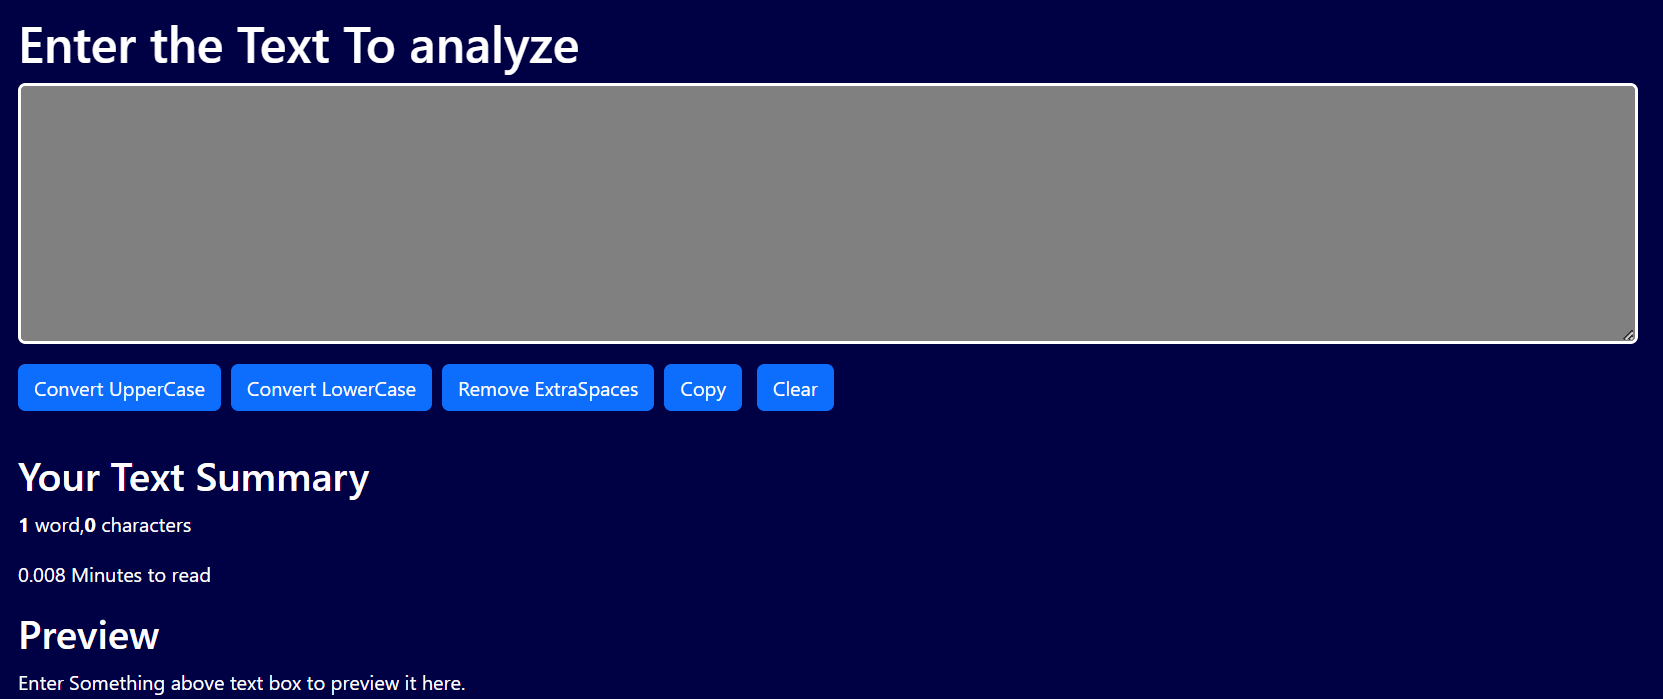 Enter the Text To analyze
Convert UpperCase Convert LowerCase Remove ExtraSpaces Copy Clear
Your Text Summary
1 word,0 characters
0.008 Minutes to read
Preview
Enter Something above text box to preview it here.